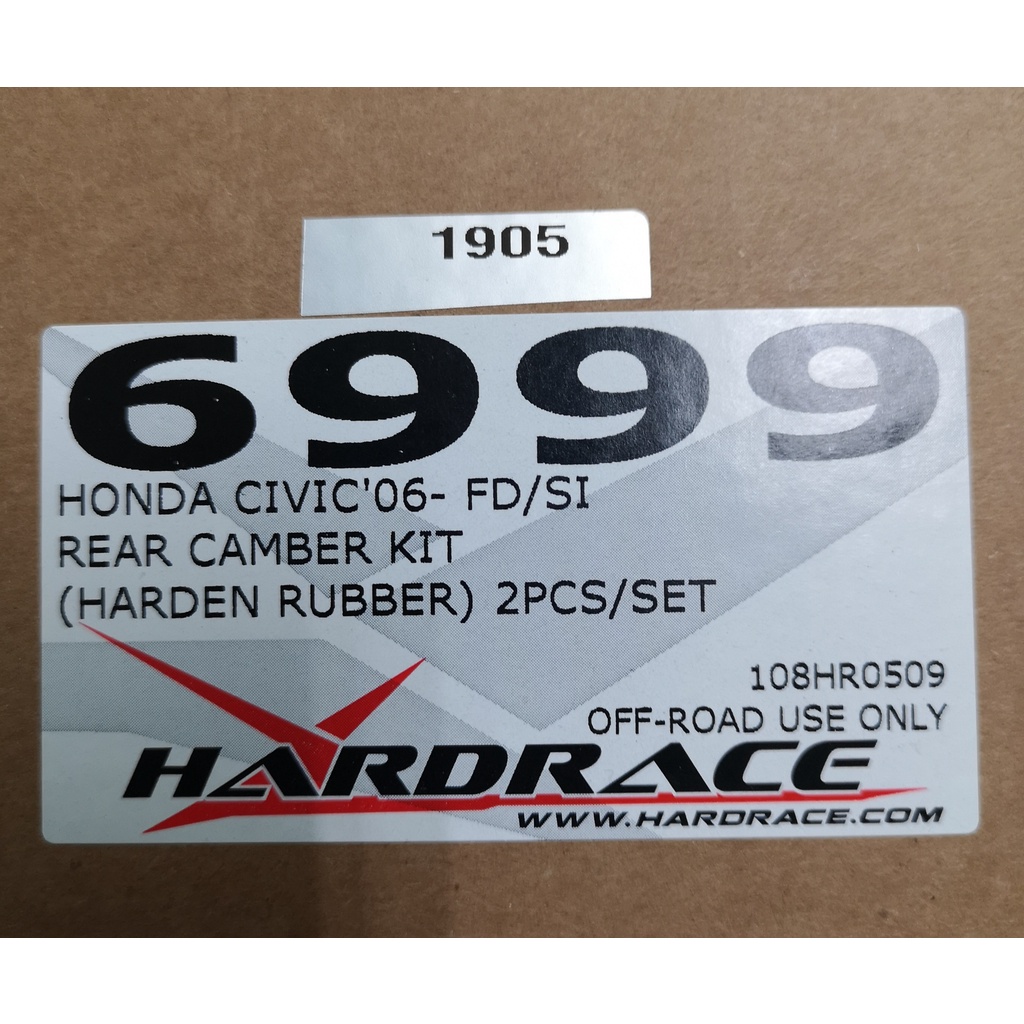 1905
6999
HONDA CIVIC'06- FD/SI
REAR CAMBER KIT
(HARDEN RUBBER) 2PCS/SET
108HR0509
OFF-ROAD USE ONLY
HARDRACE
WWW.HARDRACE.COM